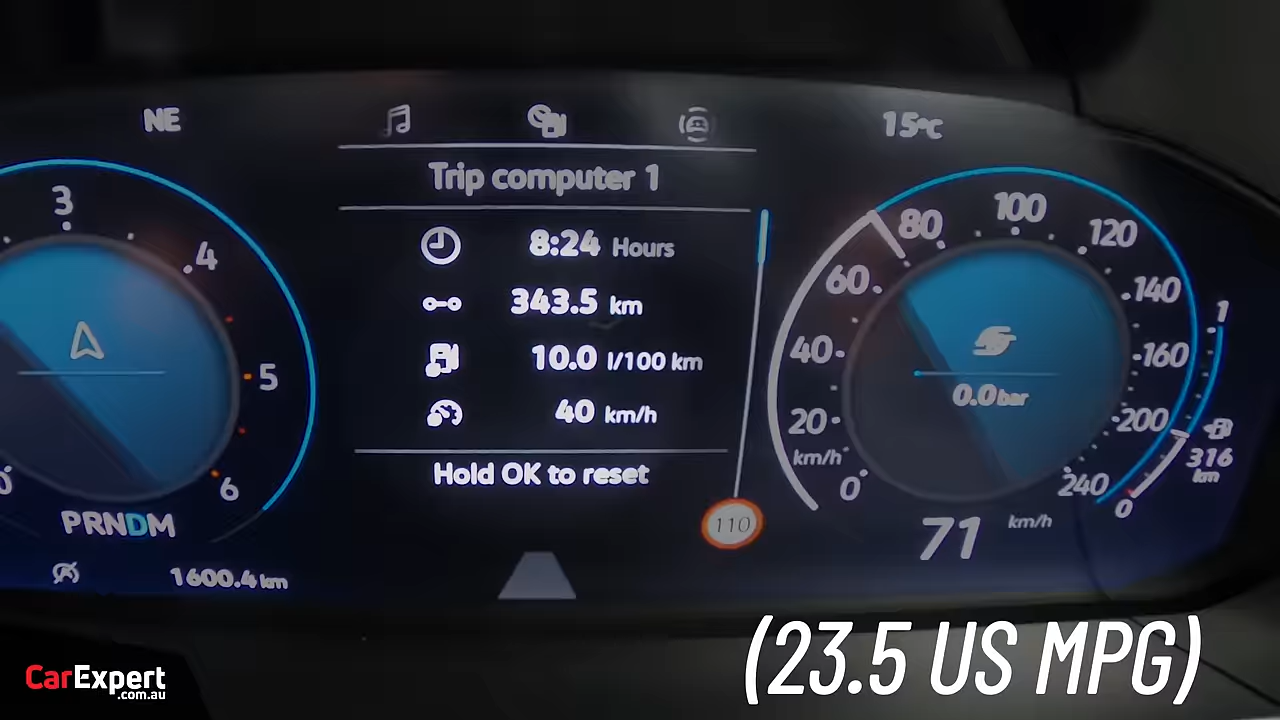 NE
15°C
Trip computer 1
8:24 Hours
343.5 km
10.0 l/100 km
40 km/h
Hold OK to reset
3
4
5
6
0
PRNDM
1600.4 km
110
0
20
40
60
80
100
120
140
160
200
240
km/h
0.0 bar
71 km/h
1
316
km
0
(23.5 US MPG)
CarExpert
.com.au